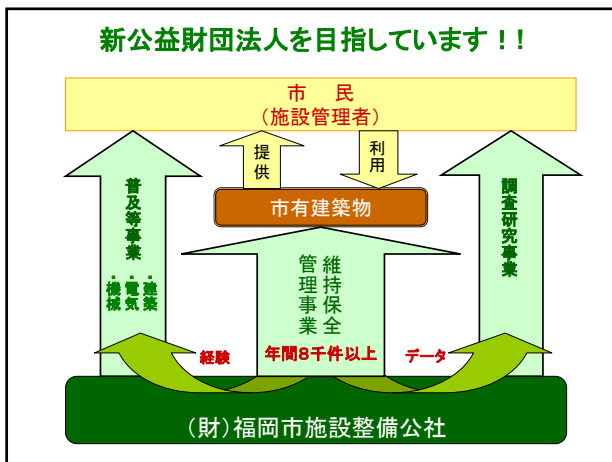 新公益財団法人を目指しています！！
市　民
（施設管理者）
提供
利用
市有建築物
普及等事業
・建築
・電気
・機械
維持保全
管理事業
調査研究事業
経験
年間８千件以上
データ
（財）福岡市施設整備公社